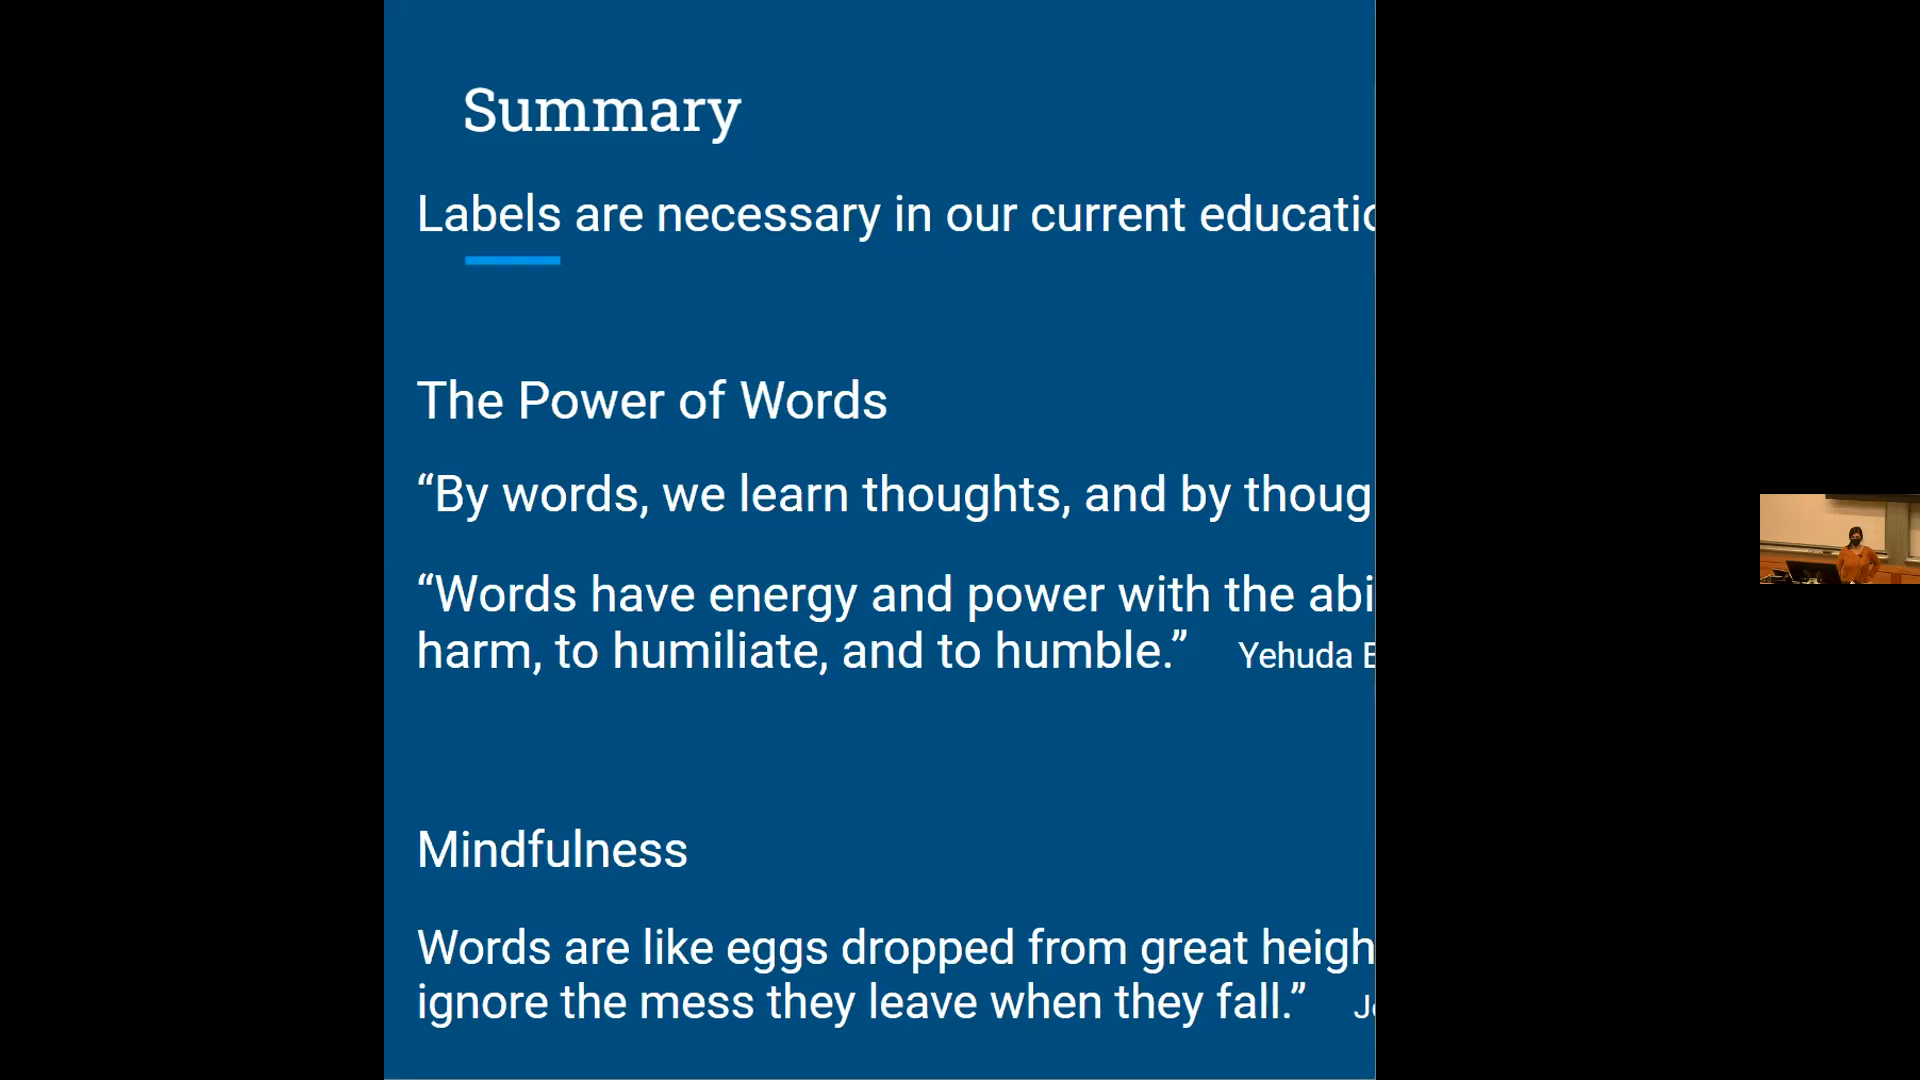 Summary
Labels are necessary in our current educatio
The Power of Words
“By words, we learn thoughts, and by thoug
“Words have energy and power with the abi
harm, to humiliate, and to humble.” Yehuda
Mindfulness
Words are like eggs dropped from great heigh
ignore the mess they leave when they fall.”